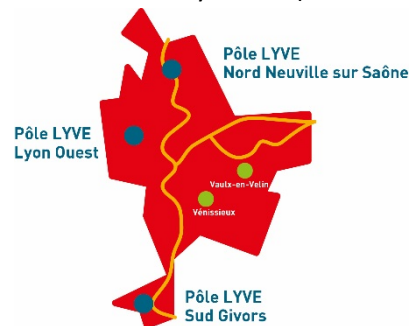 Pôle LYVE
Nord Neuville sur Saône
Pôle LYVE
Lyon Ouest
Vaulx-en-Velin
Vénissieux
Pôle LYVE
Sud Givors